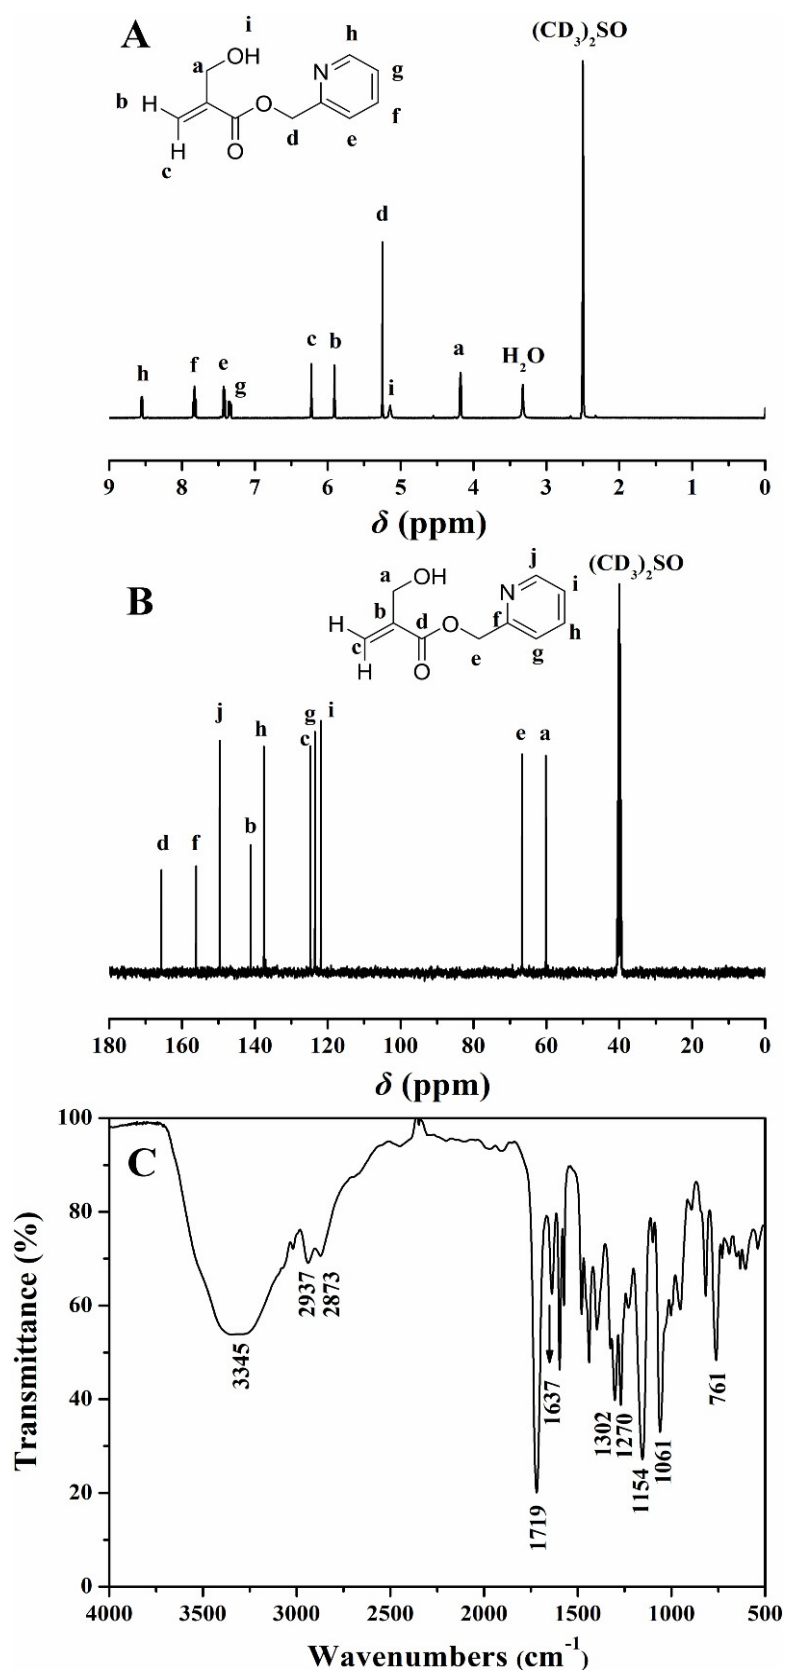 A
i
OH
a
b
H
c
H
O
O
d
N
h
g
f
e
(CD3)2SO
h
f
e
g
c
b
d
i
a
H2O
9 8 7 6 5 4 3 2 1 0
δ (ppm)
B
a
OH
b
H
c
H
d
O
O
e
f
N
j
i
h
g
(CD3)2SO
d
f
j
b
h
c
g
i
e
a
180 160 140 120 100 80 60 40 20 0
δ (ppm)
C
Transmittance (%)
100
80
60
40
20
0
3345
2937
2873
1719
1637
1302
1270
1154
1061
761
4000 3500 3000 2500 2000 1500 1000 500
Wavenumbers (cm-1)